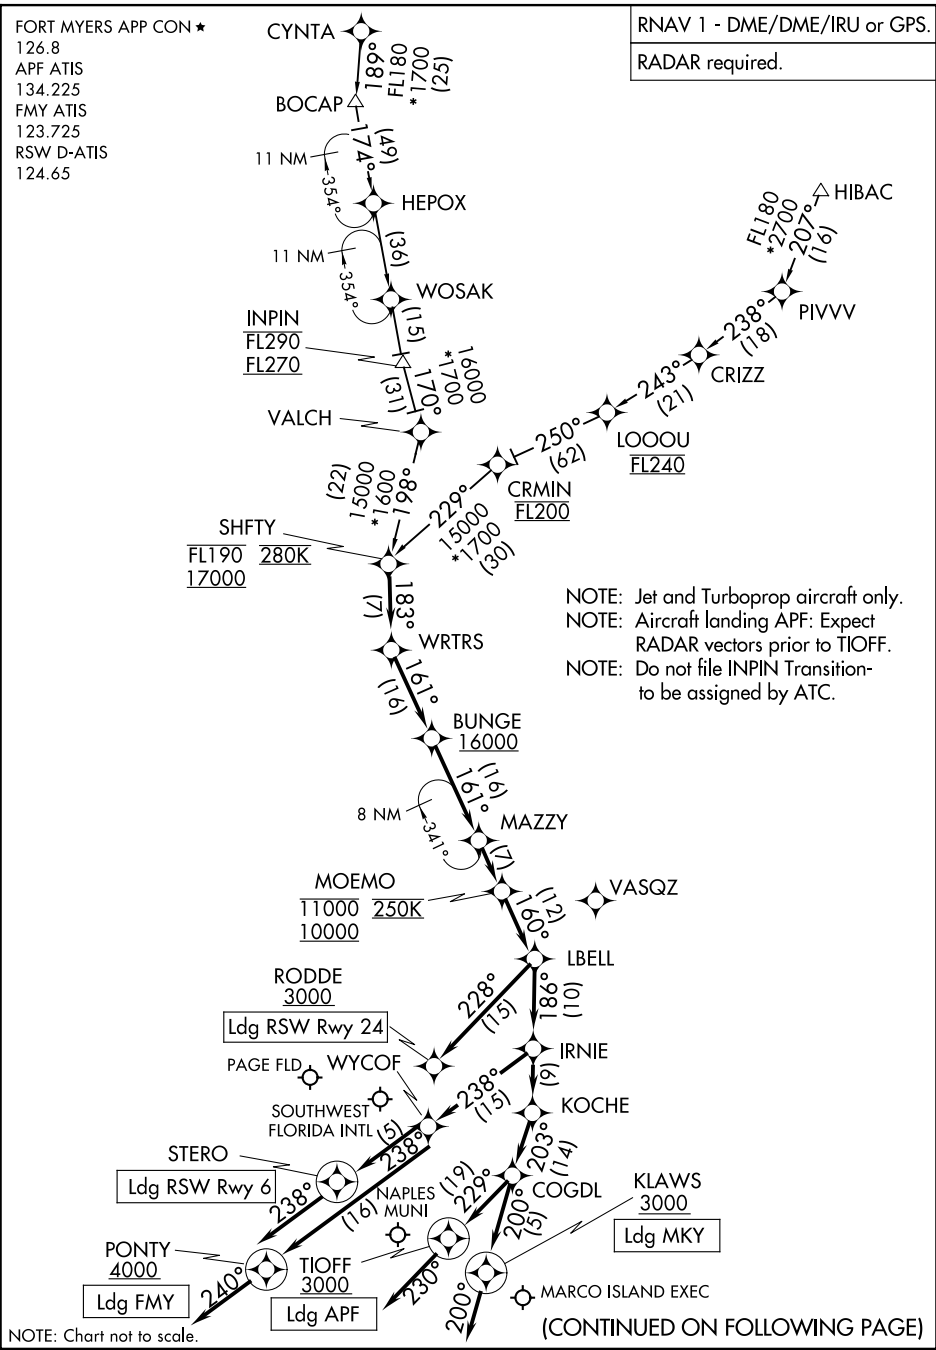 FORT MYERS APP CON ★
126.8
APF ATIS
134.225
FMY ATIS
123.725
RSW D-ATIS
124.65
RNAV 1 - DME/DME/IRU or GPS.
RADAR required.
CYNTA
189°
FL180
*1700
(25)
BOCAP
174°
(49)
11 NM
354°
HEPOX
(36)
11 NM
354°
WOSAK
(15)
INPIN
FL290
FL270
(31)
170°
16000
*1700
VALCH
(22)
15000
*1600
198°
HIBAC
FL180
*2700
207°
(16)
PIVVV
238°
(18)
CRIZZ
243°
(21)
LOOOU
FL240
250°
(62)
CRMIN
FL200
229°
15000
*1700
(30)
SHFTY
FL190 280K
17000
183°
(7)
WRTRS
161°
(16)
NOTE: Jet and Turboprop aircraft only.
NOTE: Aircraft landing APF: Expect
RADAR vectors prior to TIOFF.
NOTE: Do not file INPIN Transition-
to be assigned by ATC.
BUNGE
16000
(16)
161°
8 NM
341°
MAZZY
(7)
MOEMO
11000 250K
10000
(12)
160°
VASQZ
LBELL
RODDE
3000
Ldg RSW Rwy 24
228°
(15)
186°
(10)
IRNIE
PAGE FLD
WYCOF
(9)
238°
(15)
KOCHE
SOUTHWEST
FLORIDA INTL
(5)
238°
203°
(14)
STERO
Ldg RSW Rwy 6
238°
(16)
NAPLES
MUNI
(19)
229°
COGDL
200°
(5)
KLAWS
3000
Ldg MKY
PONTY
4000
Ldg FMY
240°
TIOFF
3000
Ldg APF
230°
200°
MARCO ISLAND EXEC
NOTE: Chart not to scale.
(CONTINUED ON FOLLOWING PAGE)